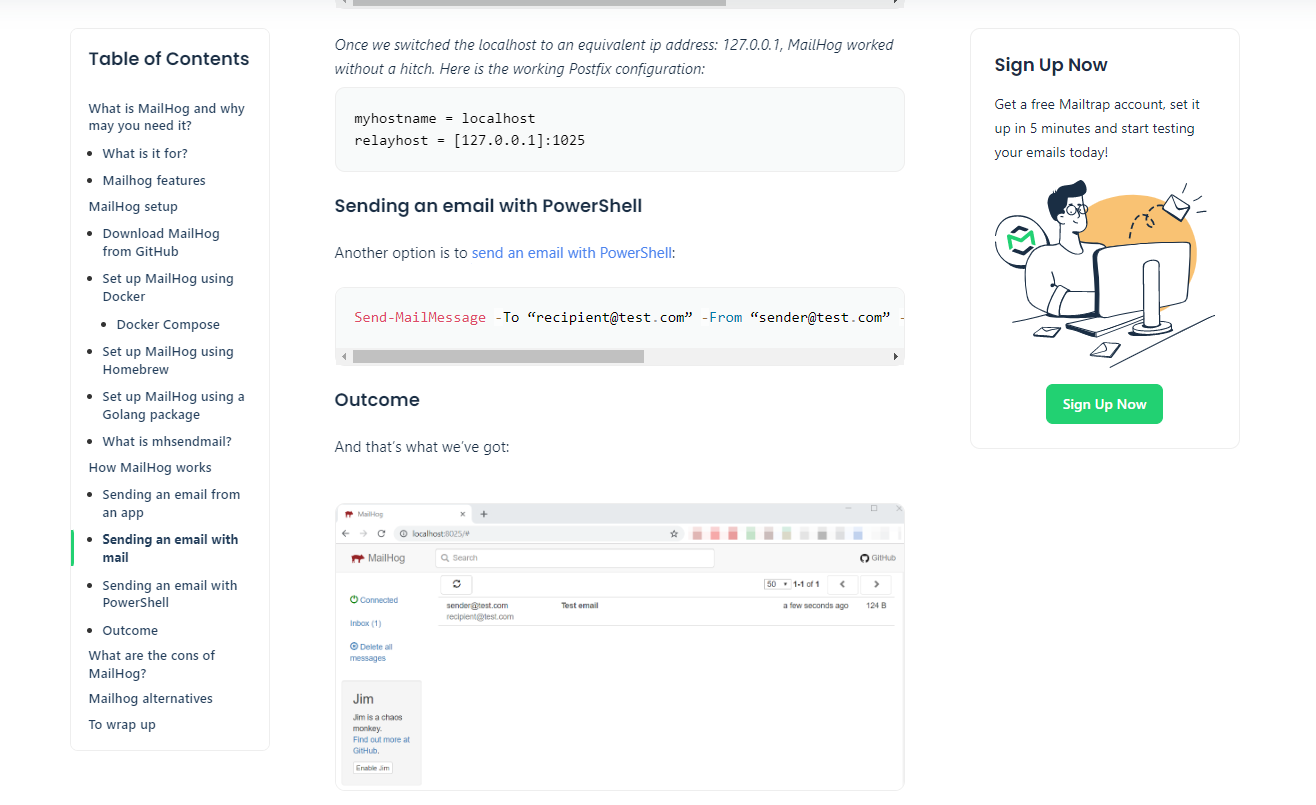 Table of Contents
What is MailHog and why
may you need it?
What is it for?
Mailhog features
MailHog setup
Download MailHog
from GitHub
Set up MailHog using
Docker
Docker Compose
Set up MailHog using
Homebrew
Set up MailHog using a
Golang package
What is mhsendmail?
How MailHog works
Sending an email from
an app
Sending an email with
mail
Sending an email with
PowerShell
Outcome
What are the cons of
MailHog?
Mailhog alternatives
To wrap up
Once we switched the localhost to an equivalent ip address: 127.0.0.1, MailHog worked
without a hitch. Here is the working Postfix configuration:
myhostname = localhost
relayhost = [127.0.0.1]:1025
Sending an email with PowerShell
Another option is to send an email with PowerShell:
Send-MailMessage -To “recipient@test.com” -From “sender@test.com” -
Outcome
And that’s what we’ve got:
MailHog
localhost:8025/#
MailHog
Search
GitHub
50 1-1 of 1
Connected
Inbox (1)
Delete all
messages
sender@test.com Test email a few seconds ago 124 B
recipient@test.com
Jim
Jim is a chaos
monkey.
Find out more at
GitHub.
Enable Jim
Sign Up Now
Get a free Mailtrap account, set it
up in 5 minutes and start testing
your emails today!
Sign Up Now